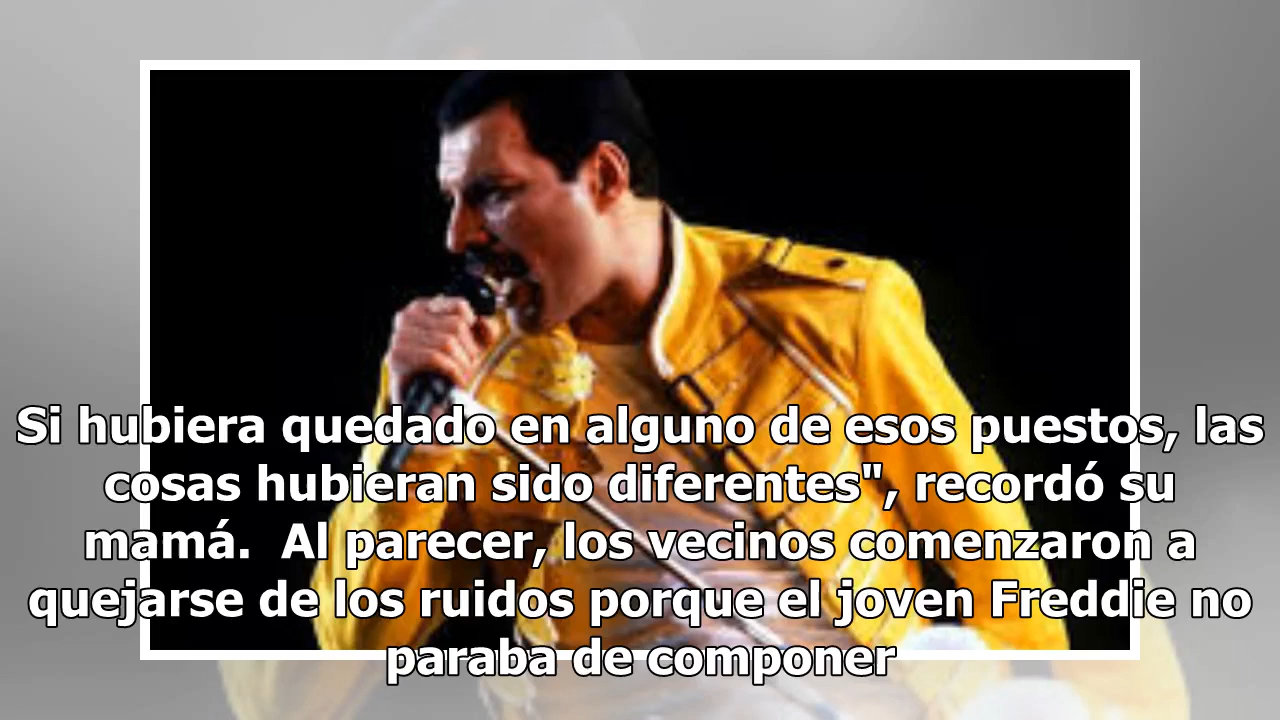 Si hubiera quedado en alguno de esos puestos, las
cosas hubieran sido diferentes", recordó su
mamá.  Al parecer, los vecinos comenzaron a
quejarse de los ruidos porque el joven Freddie no
paraba de componer